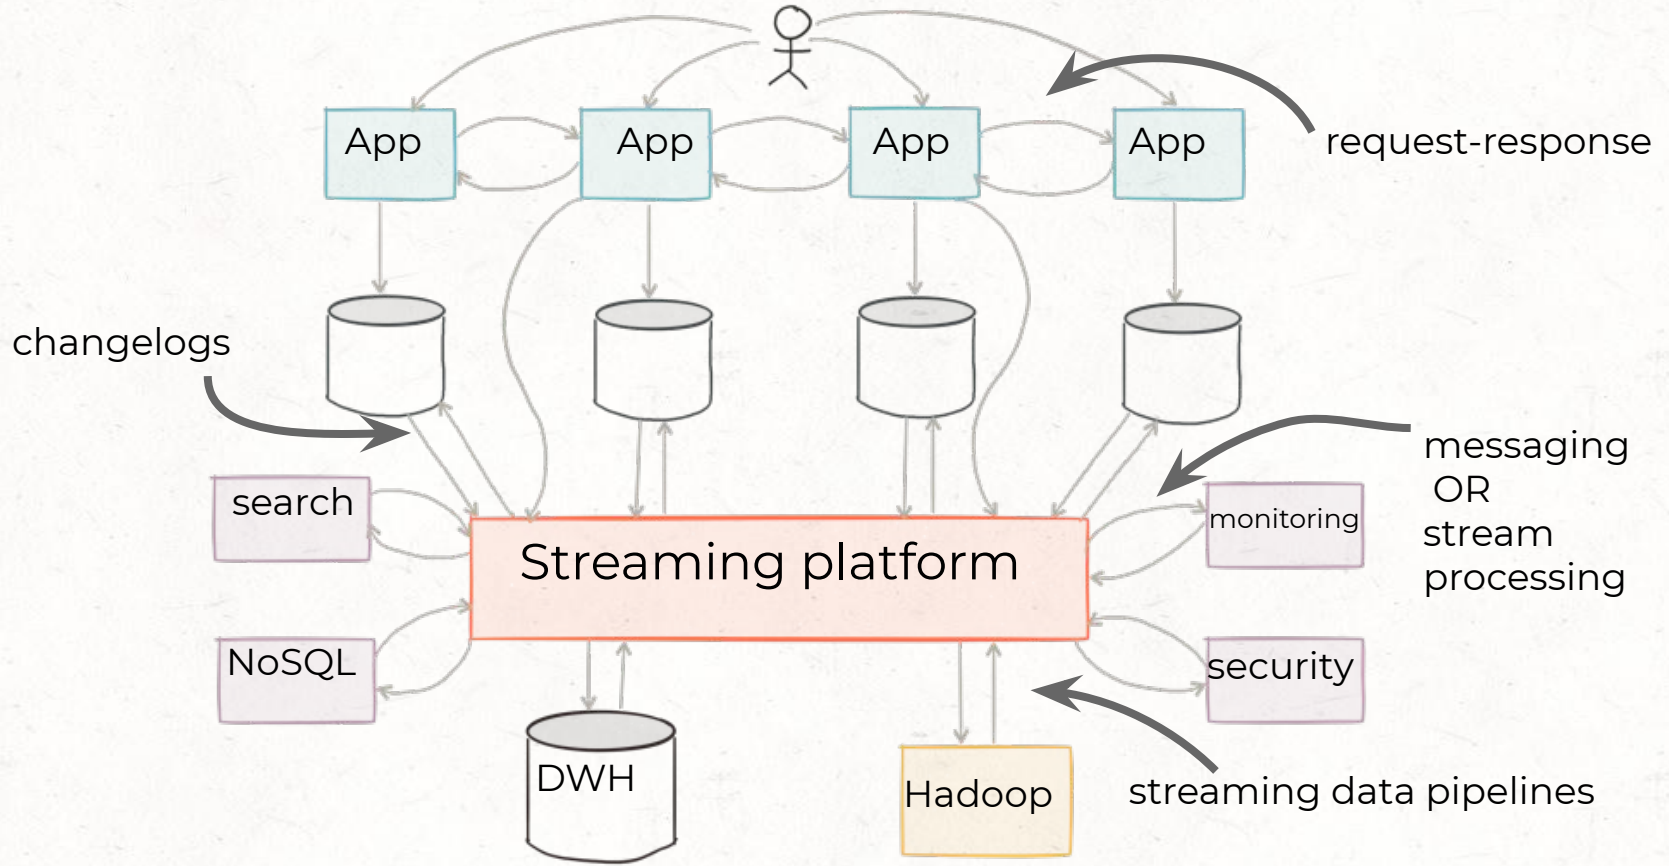 App
App
App
App
request-response
changelogs
messaging
OR
stream
processing
search
monitoring
Streaming platform
NoSQL
security
DWH
Hadoop
streaming data pipelines